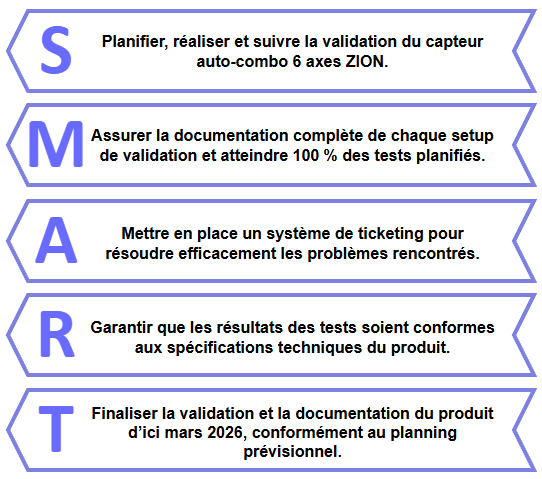 S
Planifier, réaliser et suivre la validation du capteur
auto-combo 6 axes ZION.
M
Assurer la documentation complète de chaque setup
de validation et atteindre 100 % des tests planifiés.
A
Mettre en place un système de ticketing pour
résoudre efficacement les problèmes rencontrés.
R
Garantir que les résultats des tests soient conformes
aux spécifications techniques du produit.
T
Finaliser la validation et la documentation du produit
d’ici mars 2026, conformément au planning
prévisionnel.